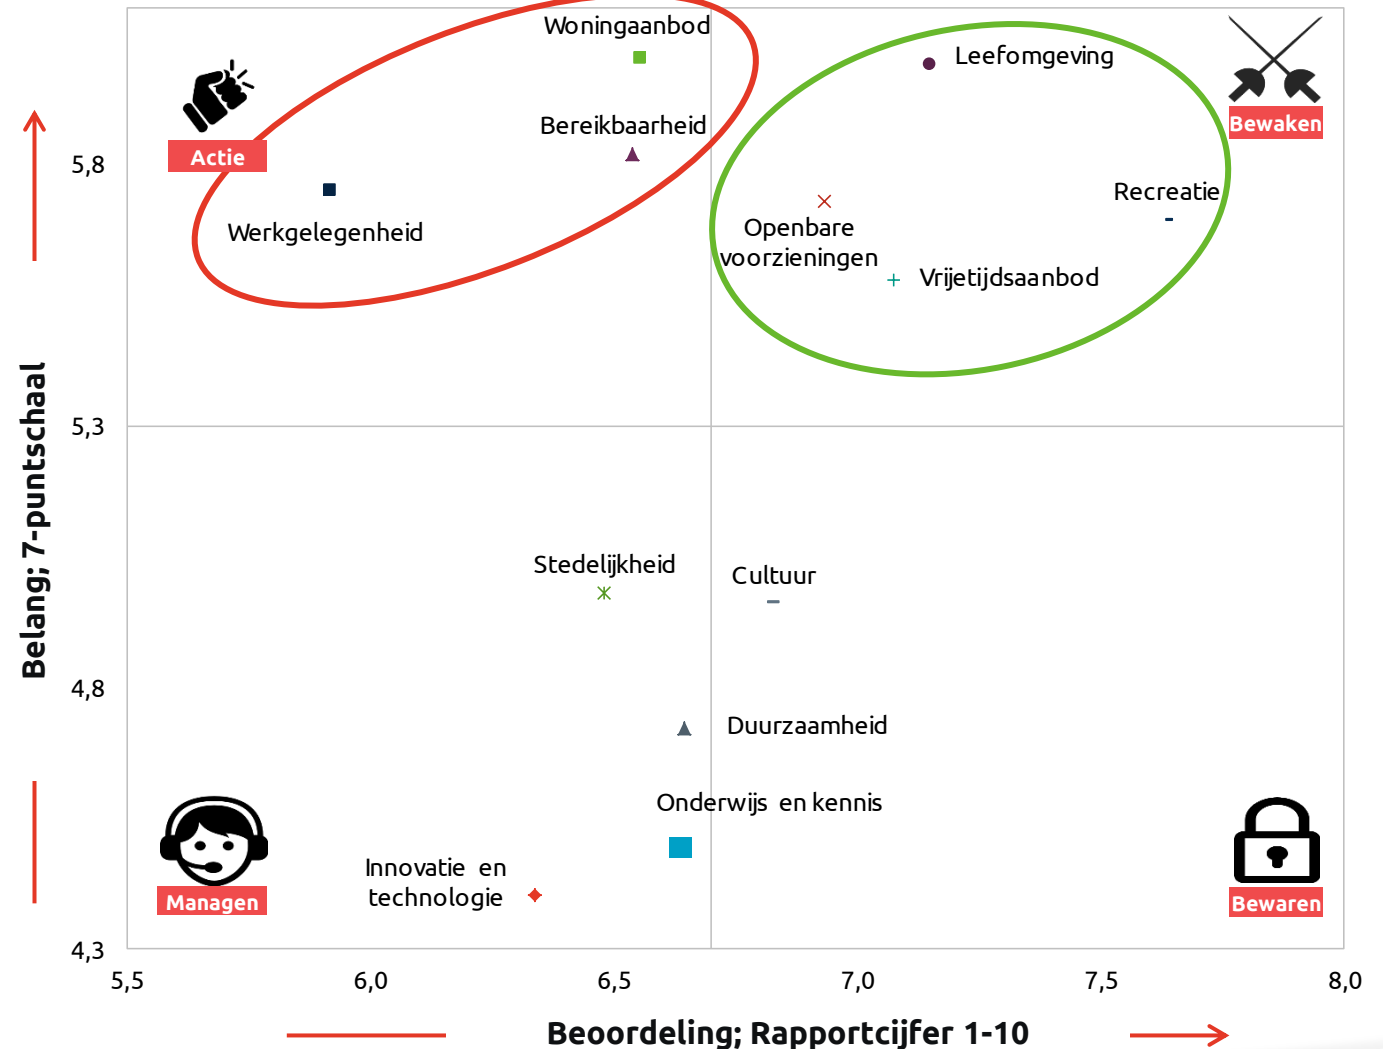 Woningaanbod
Leefomgeving
Bereikbaarheid
Bewaken
Actie
5,8
Recreatie
Werkgelegenheid
Openbare
voorzieningen
Vrijetijdsaanbod
Belang; 7-puntschaal
5,3
Stedelijkheid
Cultuur
4,8
Duurzaamheid
Onderwijs en kennis
Innovatie en
technologie
Managen
Bewaren
4,3
5,5 6,0 6,5 7,0 7,5 8,0
Beoordeling; Rapportcijfer 1-10